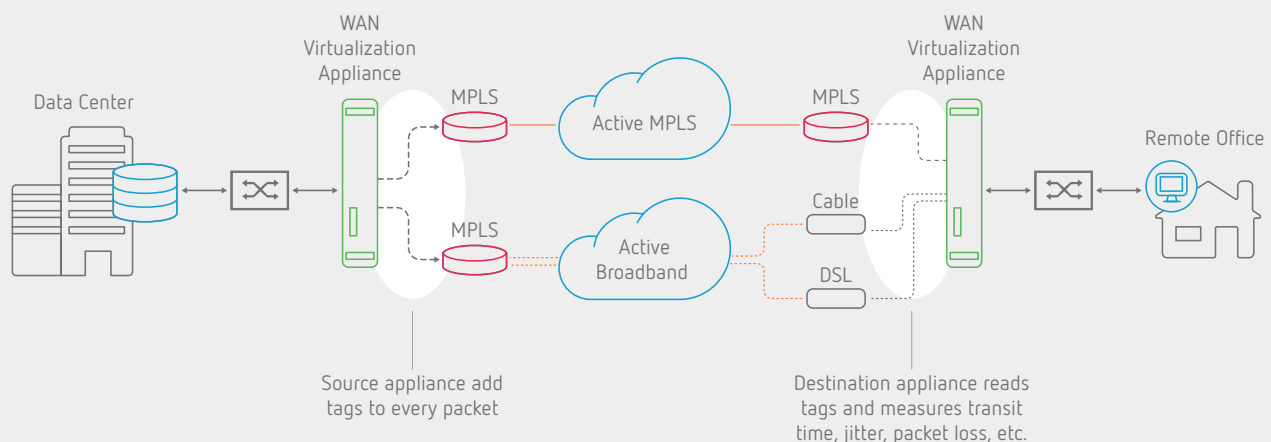 WAN
Virtualization
Appliance
WAN
Virtualization
Appliance
Data Center
MPLS
Active MPLS
MPLS
Remote Office
Cable
MPLS
Active
Broadband
DSL
Source appliance add
tags to every packet
Destination appliance reads
tags and measures transit
time, jitter, packet loss, etc.